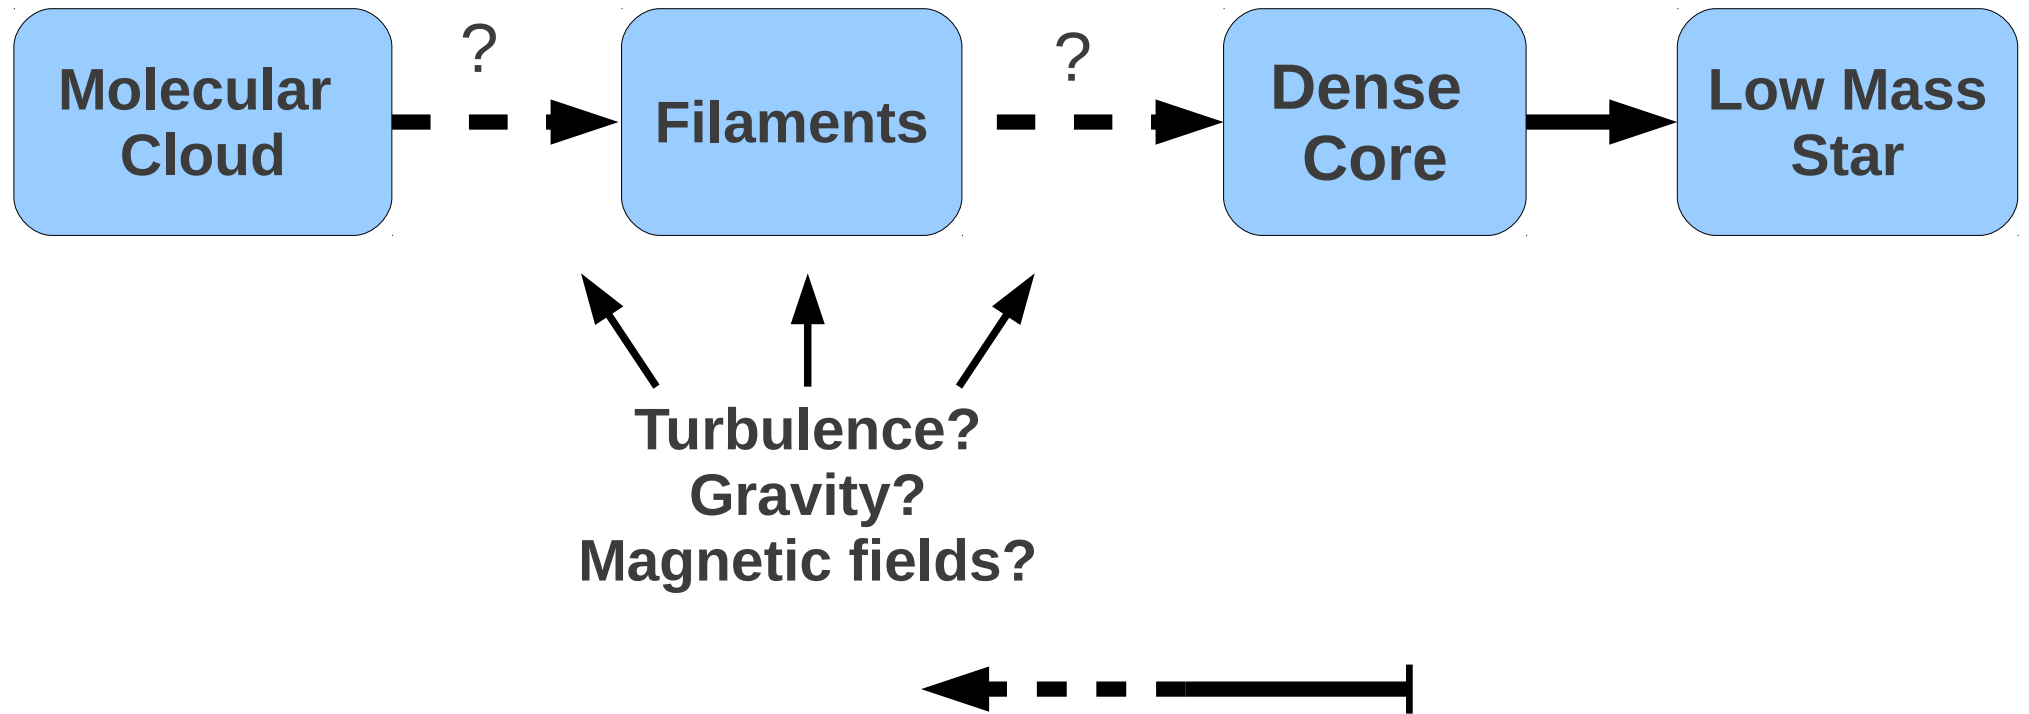 Molecular
Cloud
?
Filaments
?
Dense
Core
Low Mass
Star
Turbulence?
Gravity?
Magnetic fields?